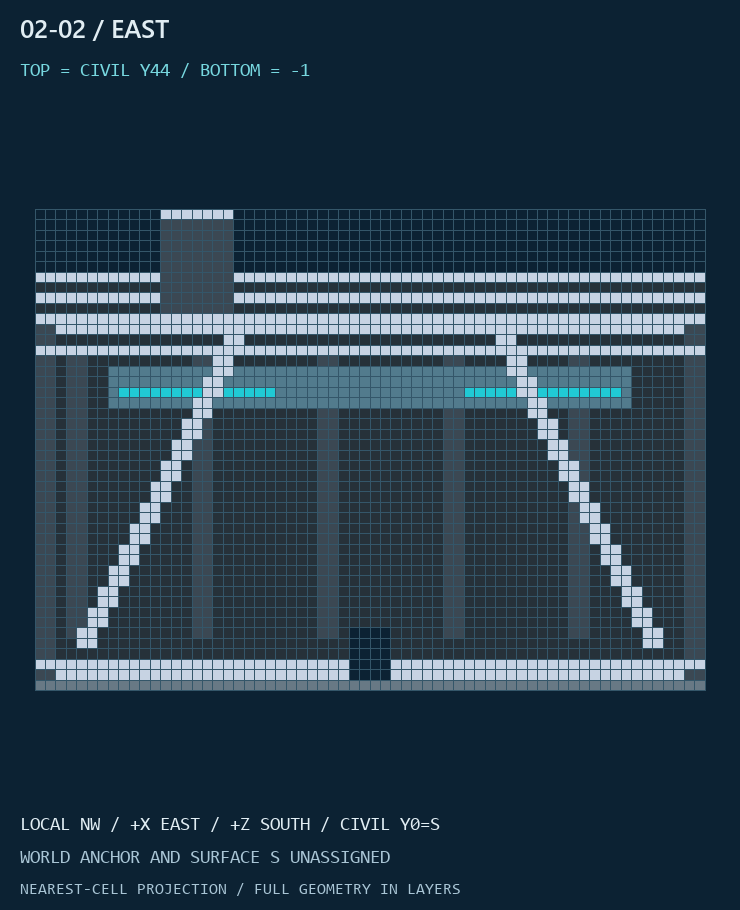 02-02 / EAST
TOP = CIVIL Y44 / BOTTOM = -1
LOCAL NW / +X EAST / +Z SOUTH / CIVIL Y0=S
WORLD ANCHOR AND SURFACE S UNASSIGNED
NEAREST-CELL PROJECTION / FULL GEOMETRY IN LAYERS